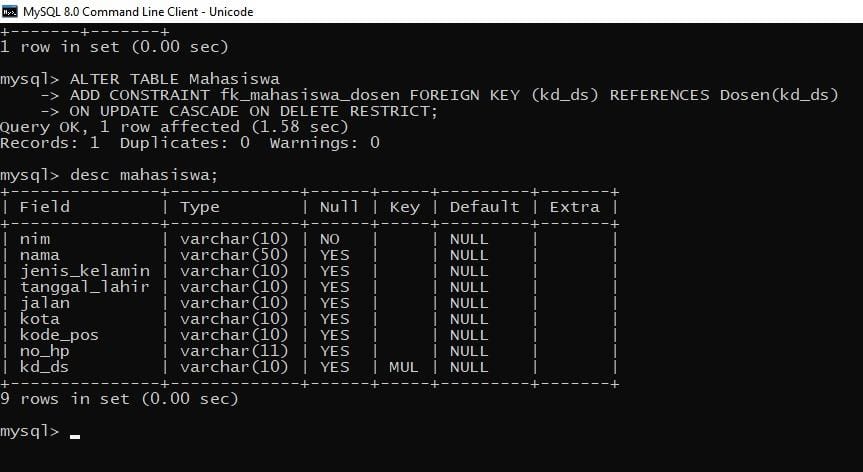 MySQL 8.0 Command Line Client - Unicode
+-------+-------+
1 row in set (0.00 sec)
mysql> ALTER TABLE Mahasiswa
    -> ADD CONSTRAINT fk_mahasiswa_dosen FOREIGN KEY (kd_ds) REFERENCES Dosen(kd_ds)
    -> ON UPDATE CASCADE ON DELETE RESTRICT;
Query OK, 1 row affected (1.58 sec)
Records: 1  Duplicates: 0  Warnings: 0
mysql> desc mahasiswa;
+---------------+-------------+------+-----+---------+-------+
| Field         | Type        | Null | Key | Default | Extra |
+---------------+-------------+------+-----+---------+-------+
| nim           | varchar(10) | NO   |     | NULL    |       |
| nama          | varchar(50) | YES  |     | NULL    |       |
| jenis_kelamin | varchar(10) | YES  |     | NULL    |       |
| tanggal_lahir | varchar(10) | YES  |     | NULL    |       |
| jalan         | varchar(10) | YES  |     | NULL    |       |
| kota          | varchar(10) | YES  |     | NULL    |       |
| kode_pos      | varchar(10) | YES  |     | NULL    |       |
| no_hp         | varchar(11) | YES  |     | NULL    |       |
| kd_ds         | varchar(10) | YES  | MUL | NULL    |       |
+---------------+-------------+------+-----+---------+-------+
9 rows in set (0.00 sec)
mysql> _